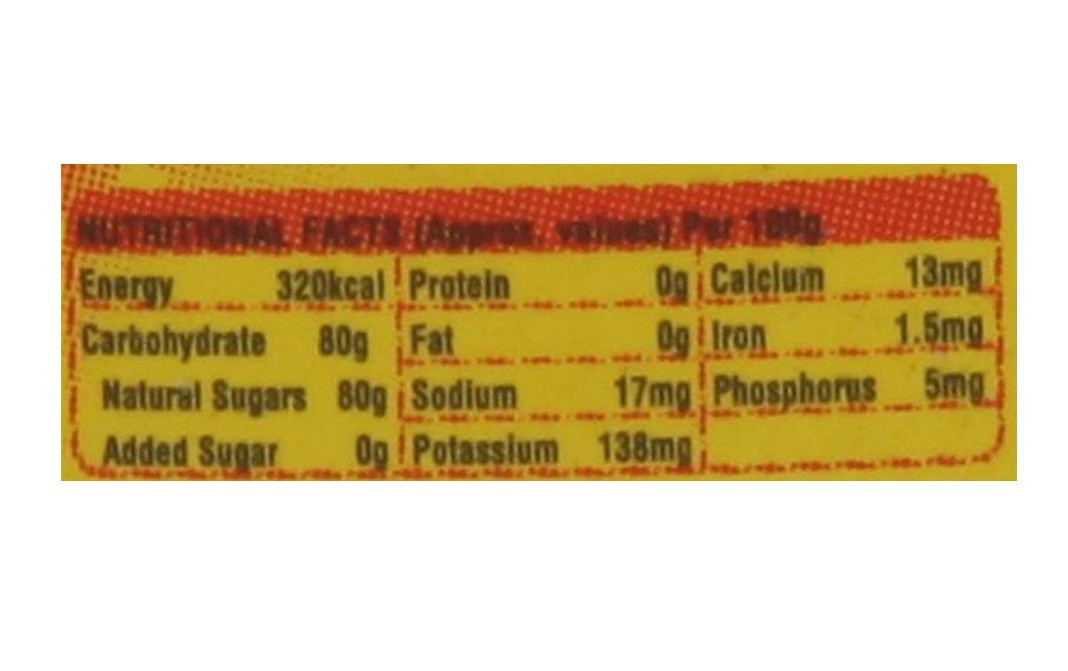 NUTRITIONAL FACTS (Approx. values) Per 100g
Energy 320kcal Protein 0g Calcium 13mg
Carbohydrate 80g Fat 0g Iron 1.5mg
Natural Sugars 80g Sodium 17mg Phosphorus 5mg
Added Sugar 0g Potassium 138mg